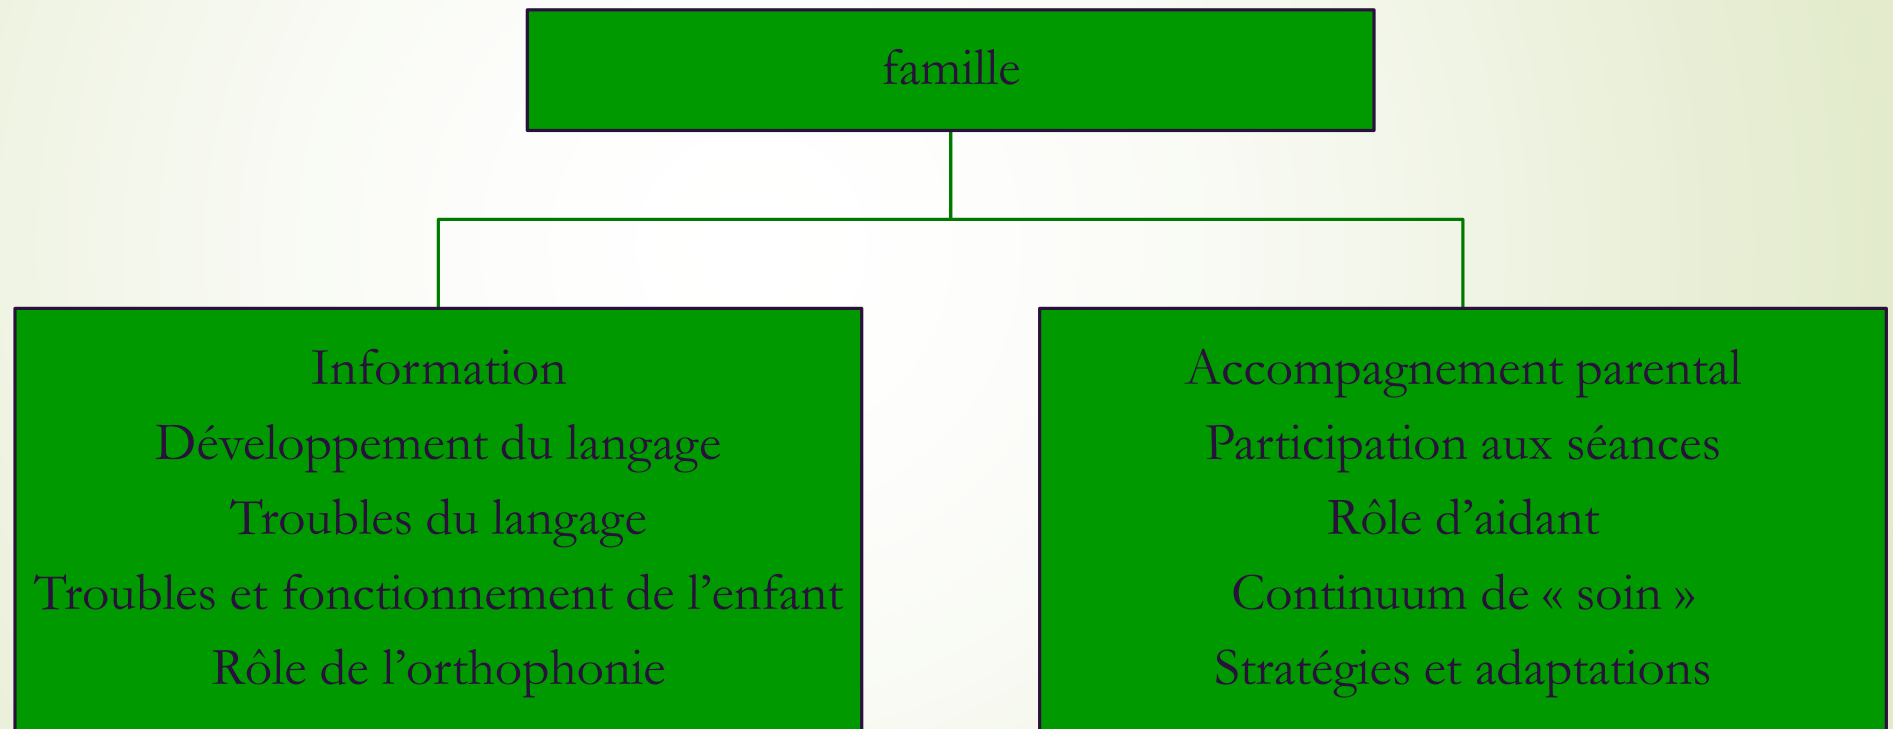 famille
Information
Développement du langage
Troubles du langage
Troubles et fonctionnement de l’enfant
Rôle de l’orthophonie
Accompagnement parental
Participation aux séances
Rôle d’aidant
Continuum de « soin »
Stratégies et adaptations